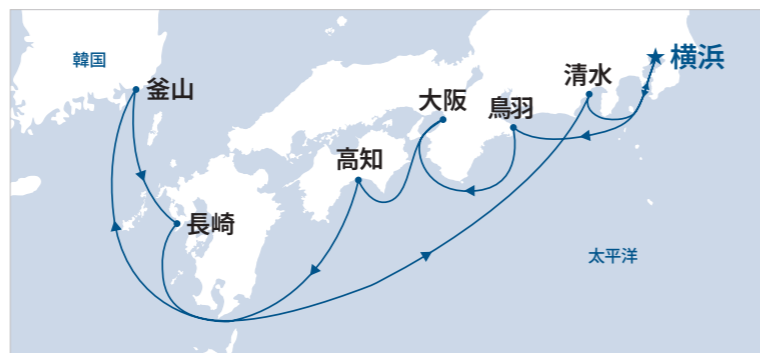 韓国
釜山
横浜
清水
大阪
鳥羽
高知
長崎
太平洋